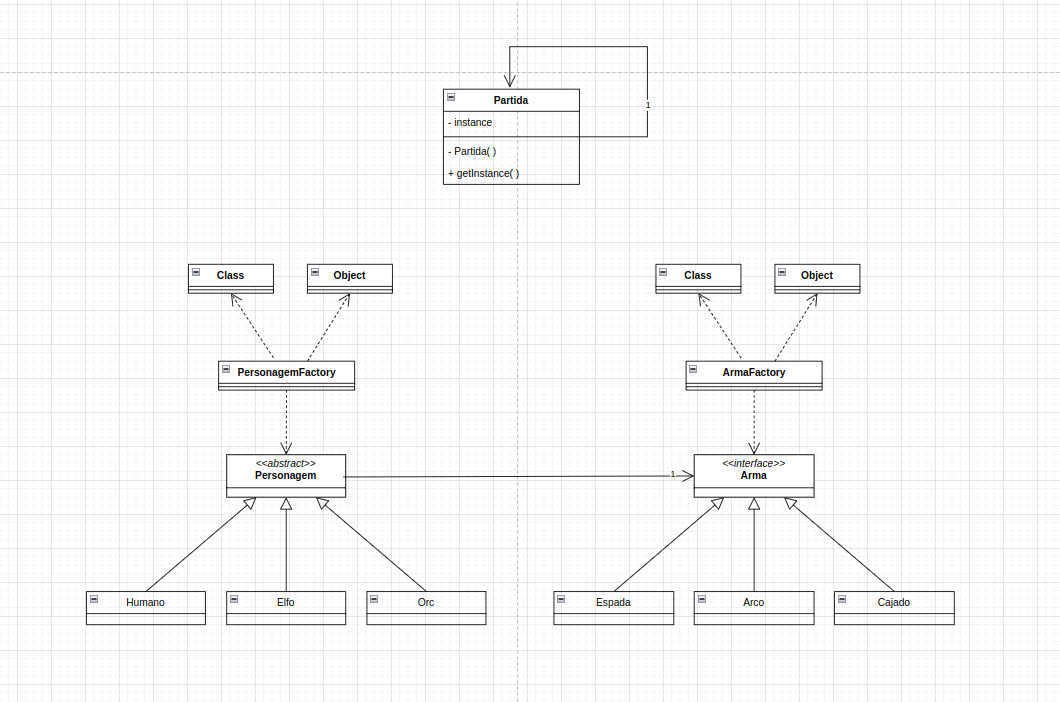 1
Partida
- instance
- Partida( )
+ getInstance( )
Class
Object
Class
Object
PersonagemFactory
ArmaFactory
<<abstract>>
Personagem
1
<<interface>>
Arma
Humano
Elfo
Orc
Espada
Arco
Cajado